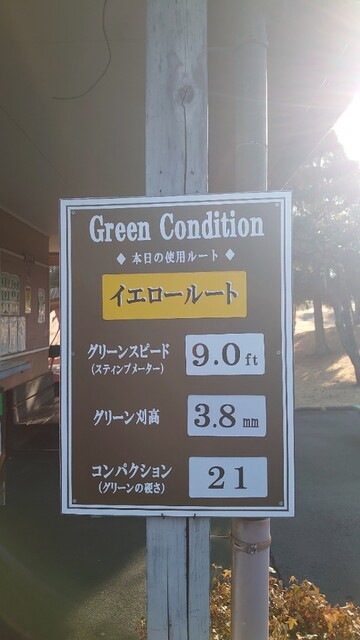 Green Condition
◆ 本日の使用ルート ◆
イエロールート
グリーンスピード
(スティンプメーター)
9.0 ft
グリーン刈高
3.8 mm
コンパクション
(グリーンの硬さ)
21